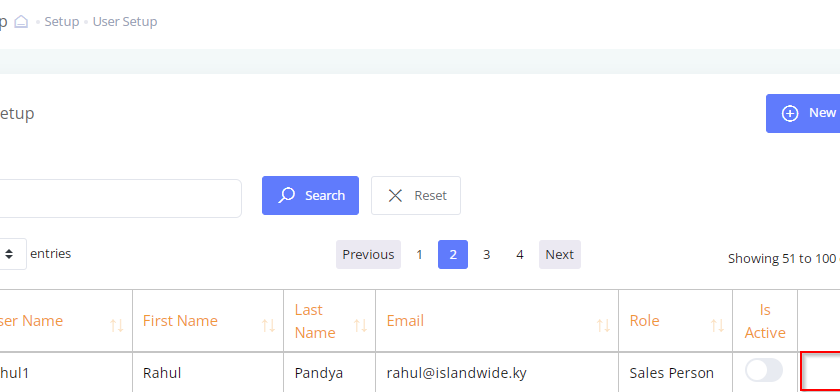 p Setup User Setup
etup
New
Search Reset
entries Previous 1 2 3 4 Next Showing 51 to 100
ser Name First Name Last Name Email Role Is Active
hul1 Rahul Pandya rahul@islandwide.ky Sales Person